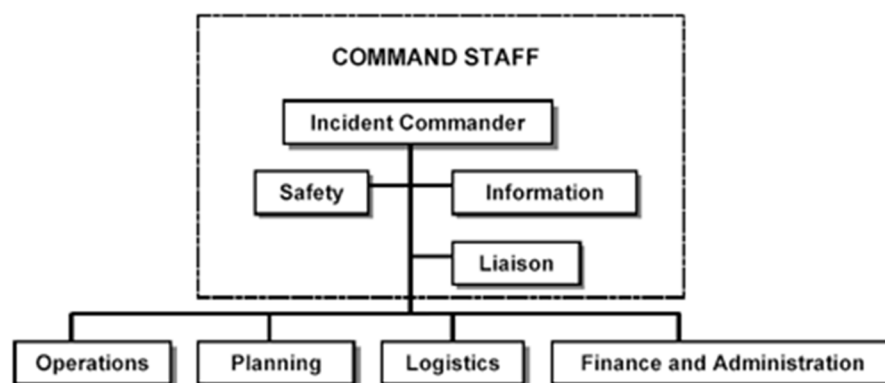 COMMAND STAFF
Incident Commander
Safety
Information
Liaison
Operations
Planning
Logistics
Finance and Administration